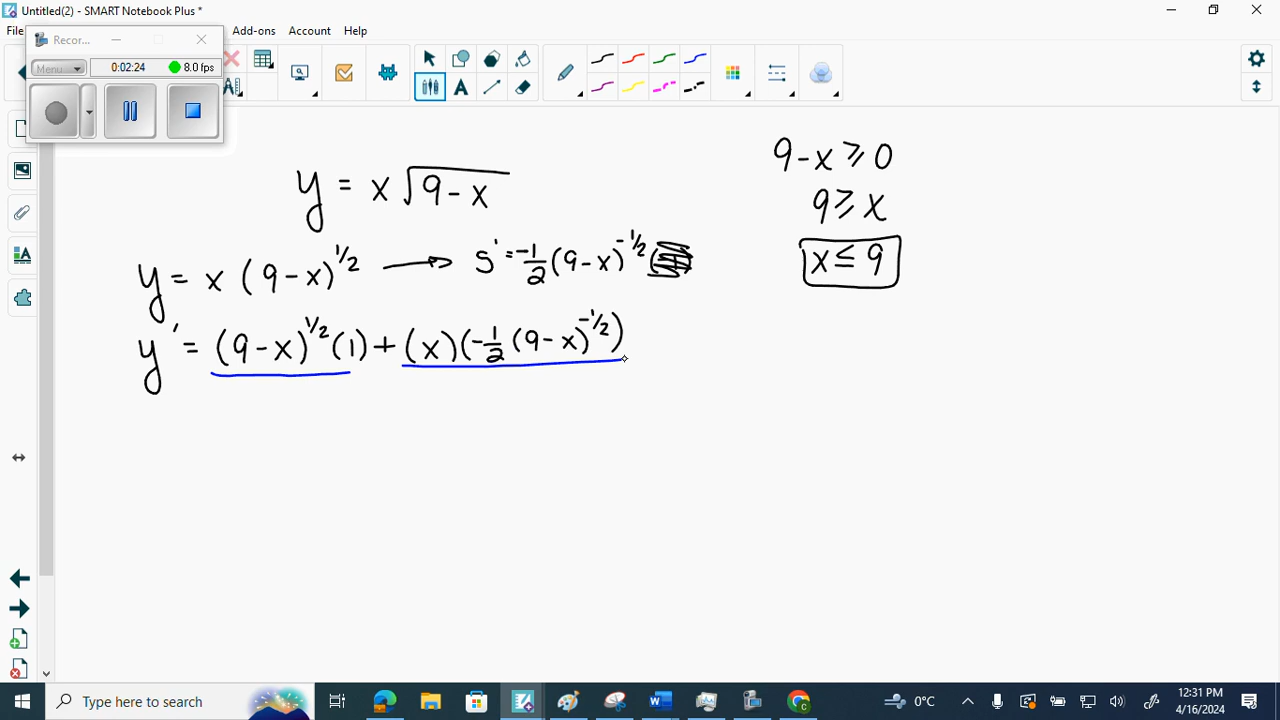 Untitled(2) - SMART Notebook Plus *
File
Add-ons Account Help
Recor...
Menu 0:02:24 8.0 fps
y = x √(9 - x)
9 - x ≥ 0
9 ≥ x
x ≤ 9
y = x (9 - x)^1/2 → S' = -1/2 (9 - x)^-1/2
y' = (9 - x)^1/2 (1) + (x)(-1/2 (9 - x)^-1/2)
Type here to search
0°C
12:31 PM
4/16/2024